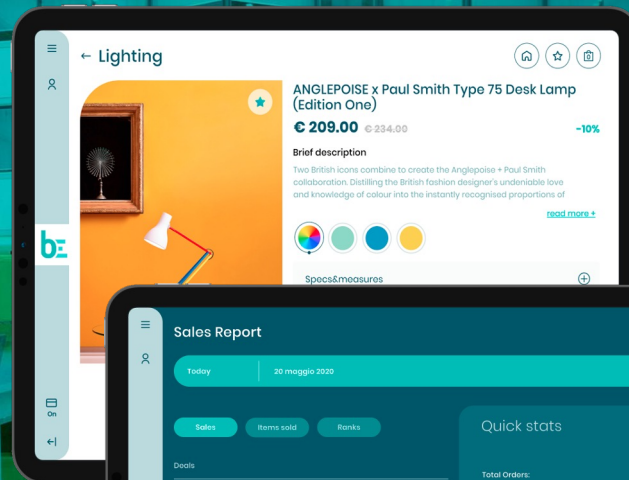 ← Lighting
0
ANGLEPOISE x Paul Smith Type 75 Desk Lamp
(Edition One)
€ 209.00 € 234.00 -10%
Brief description
Two British icons combine to create the Anglepoise + Paul Smith
collaboration. Distilling the British fashion designer's undeniable love
and knowledge of colour into the instantly recognised proportions of
read more +
be
Specs&measures
On
Sales Report
Today 20 maggio 2020
Sales Items sold Ranks
Quick stats
Deals
Total Orders: